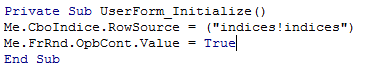 Private Sub UserForm_Initialize()
Me.CboIndice.RowSource = ("indices!indices")
Me.FrRnd.OpbCont.Value = True
End Sub